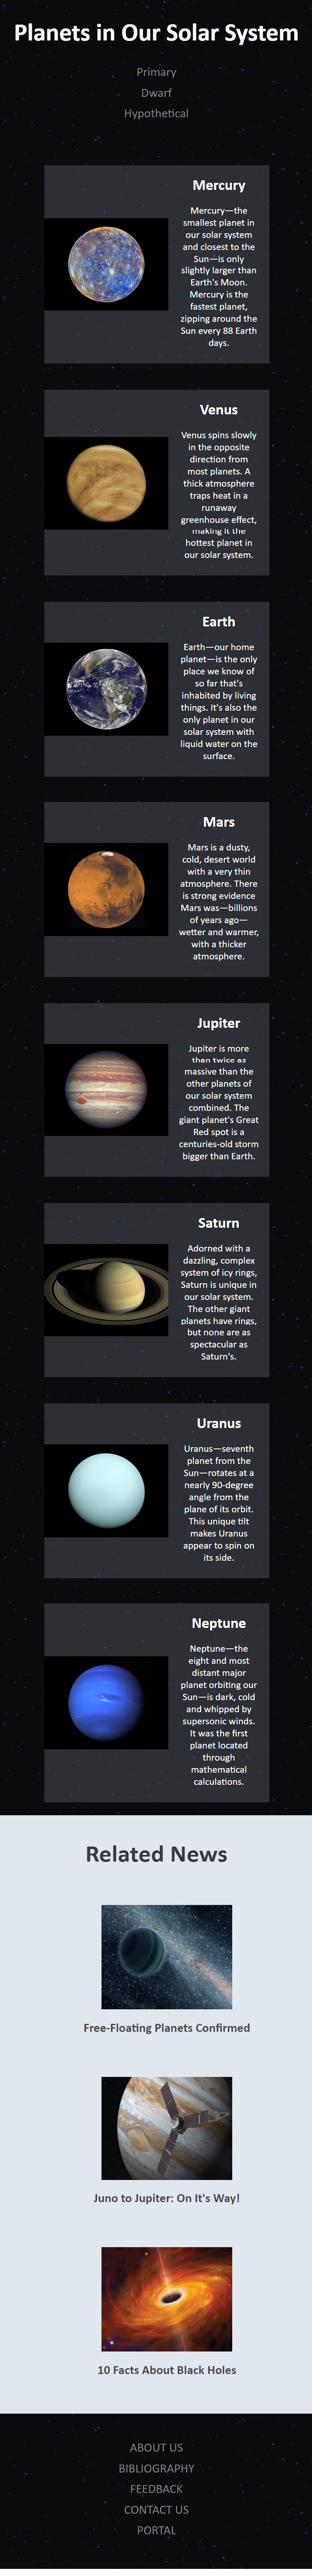 Planets in Our Solar System
Primary
Dwarf
Hypothetical
Mercury
Mercury—the
smallest planet in
our solar system
and closest to the
Sun—is only
slightly larger than
Earth's Moon.
Mercury is the
fastest planet,
zipping around the
Sun every 88 Earth
days.
Venus
Venus spins slowly
in the opposite
direction from
most planets. A
thick atmosphere
traps heat in a
runaway
greenhouse effect,
making it the
hottest planet in
our solar system.
Earth
Earth—our home
planet—is the only
place we know of
so far that's
inhabited by living
things. It's also the
only planet in our
solar system with
liquid water on the
surface.
Mars
Mars is a dusty,
cold, desert world
with a very thin
atmosphere. There
is strong evidence
Mars was—billions
of years ago—
wetter and warmer,
with a thicker
atmosphere.
Jupiter
Jupiter is more
than twice as
massive than the
other planets of
our solar system
combined. The
giant planet's Great
Red spot is a
centuries-old storm
bigger than Earth.
Saturn
Adorned with a
dazzling, complex
system of icy rings,
Saturn is unique in
our solar system.
The other giant
planets have rings,
but none are as
spectacular as
Saturn's.
Uranus
Uranus—seventh
planet from the
Sun—rotates at a
nearly 90-degree
angle from the
plane of its orbit.
This unique tilt
makes Uranus
appear to spin on
its side.
Neptune
Neptune—the
eight and most
distant major
planet orbiting our
Sun—is dark, cold
and whipped by
supersonic winds.
It was the first
planet located
through
mathematical
calculations.
Related News
Free-Floating Planets Confirmed
Juno to Jupiter: On It's Way!
10 Facts About Black Holes
ABOUT US
BIBLIOGRAPHY
FEEDBACK
CONTACT US
PORTAL